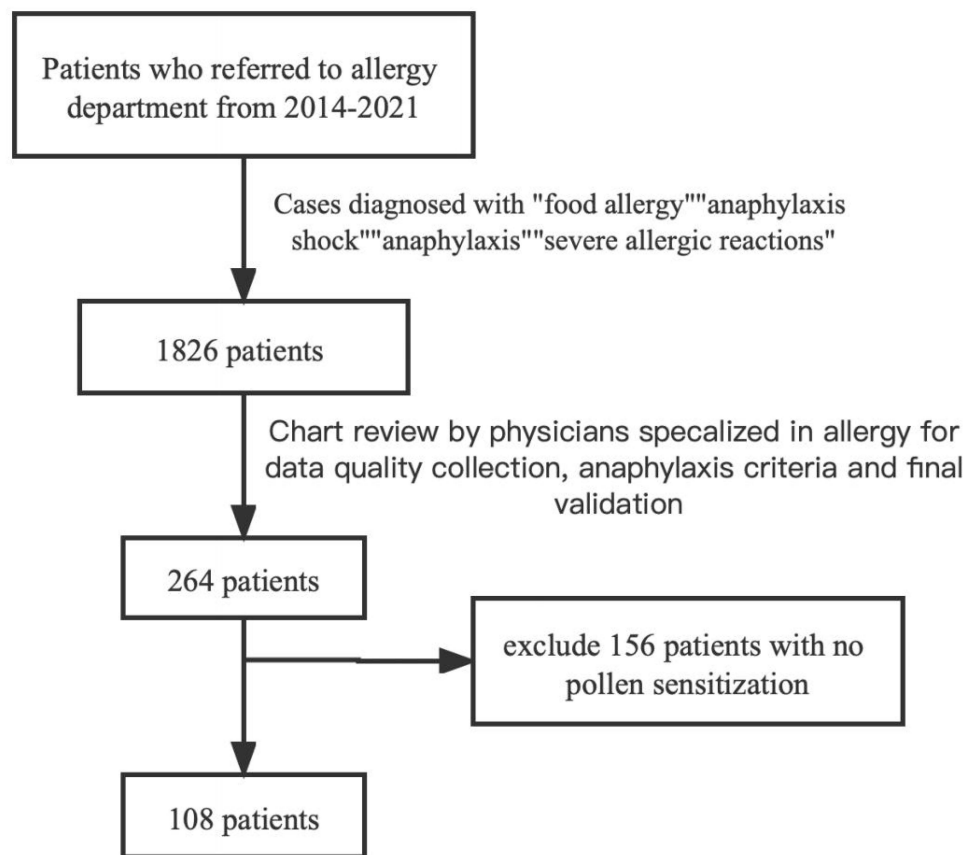 Patients who referred to allergy
department from 2014-2021
Cases diagnosed with "food allergy""anaphylaxis
shock""anaphylaxis""severe allergic reactions"
1826 patients
Chart review by physicians specalized in allergy for
data quality collection, anaphylaxis criteria and final
validation
264 patients
exclude 156 patients with no
pollen sensitization
108 patients